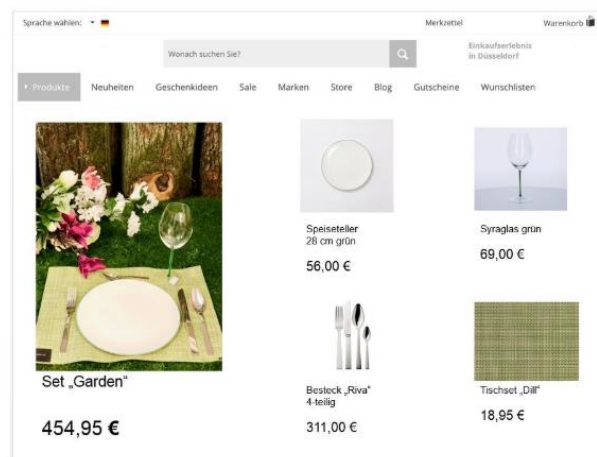 Sprache wählen:
Merkzettel
Warenkorb
Wonach suchen Sie?
Einkaufserlebnis
in Düsseldorf
Produkte
Neuheiten
Geschenkideen
Sale
Marken
Store
Blog
Gutscheine
Wunschlisten
Set „Garden“
454,95 €
Speiseteller
28 cm grün
56,00 €
Syraglas grün
69,00 €
Besteck „Riva“
4-teilig
311,00 €
Tischset „Dill“
18,95 €